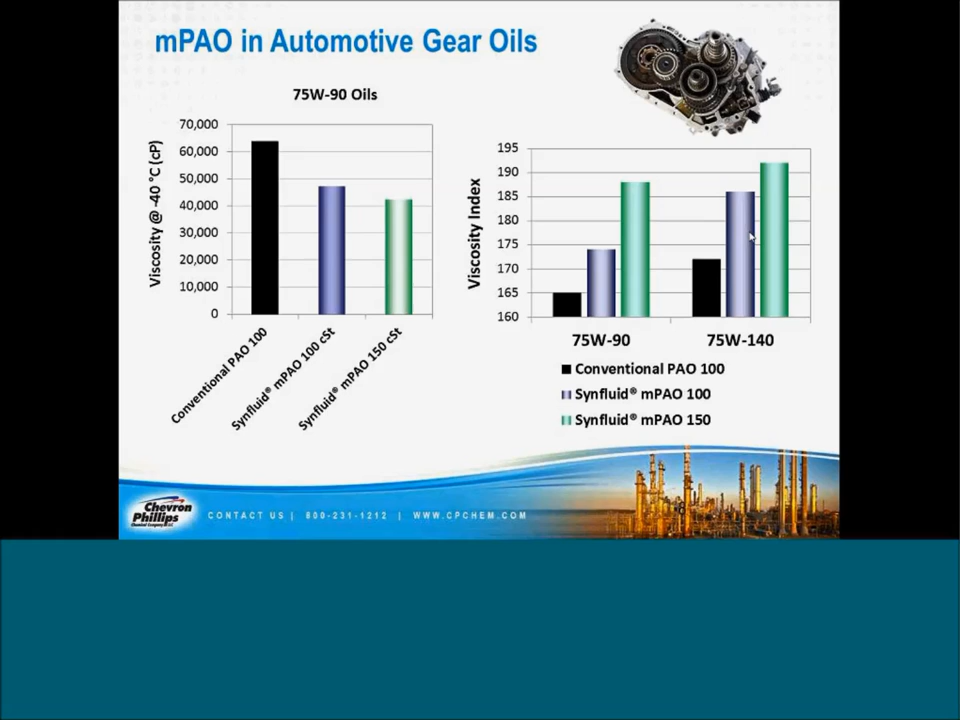 mPAO in Automotive Gear Oils
75W-90 Oils
Viscosity @ -40 °C (cP)
70,000
60,000
50,000
40,000
30,000
20,000
10,000
0
Conventional PAO 100
Synfluid® mPAO 100 cSt
Synfluid® mPAO 150 cSt
Viscosity Index
195
190
185
180
175
170
165
160
75W-90
75W-140
Conventional PAO 100
Synfluid® mPAO 100
Synfluid® mPAO 150
Chevron
Phillips
Chemical Company
CONTACT US | 800-231-1212 | WWW.CPCHEM.COM